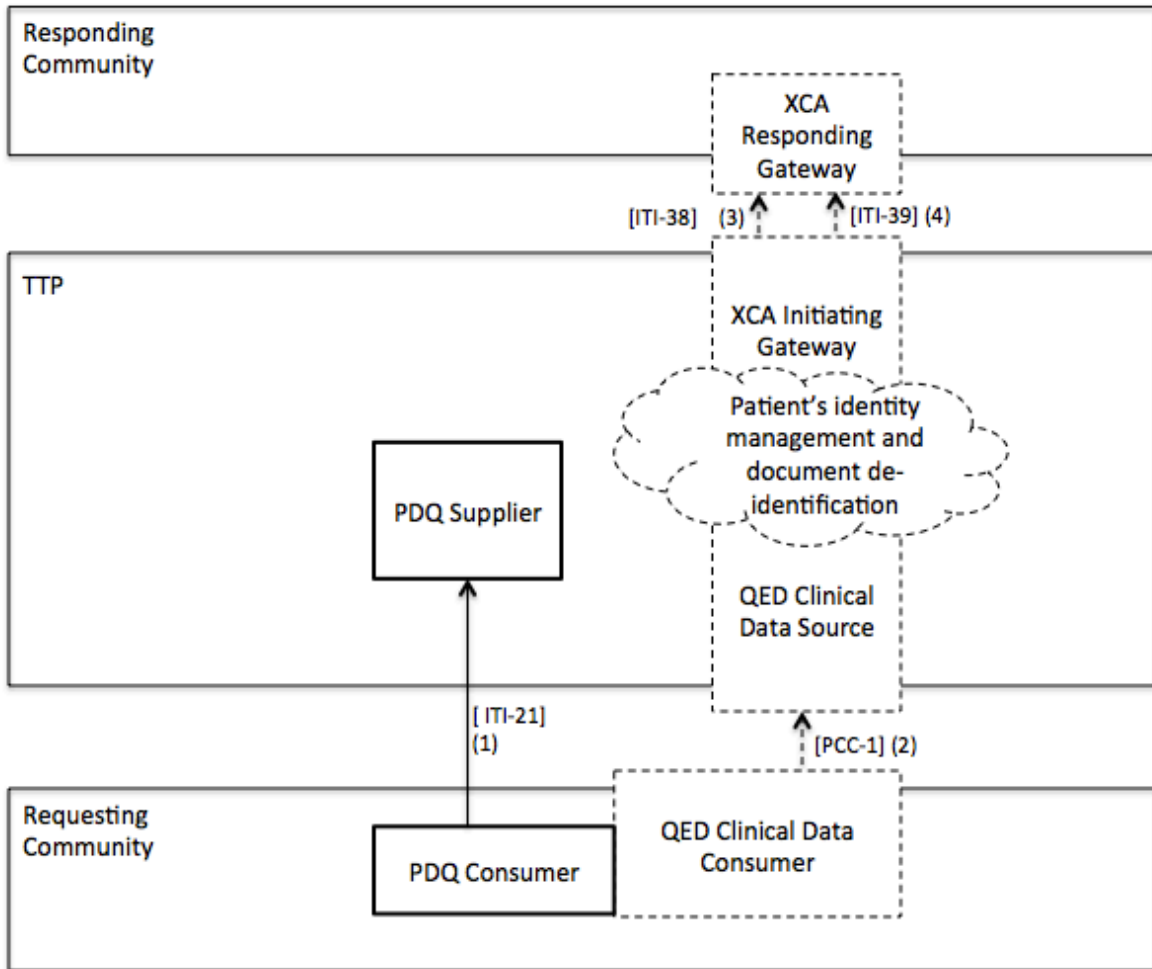 Responding
Community
XCA
Responding
Gateway
[ITI-38] (3)
[ITI-39] (4)
TTP
XCA Initiating
Gateway
Patient’s identity
management and
document de-
identification
PDQ Supplier
QED Clinical
Data Source
[ ITI-21]
(1)
[PCC-1] (2)
Requesting
Community
QED Clinical Data
Consumer
PDQ Consumer